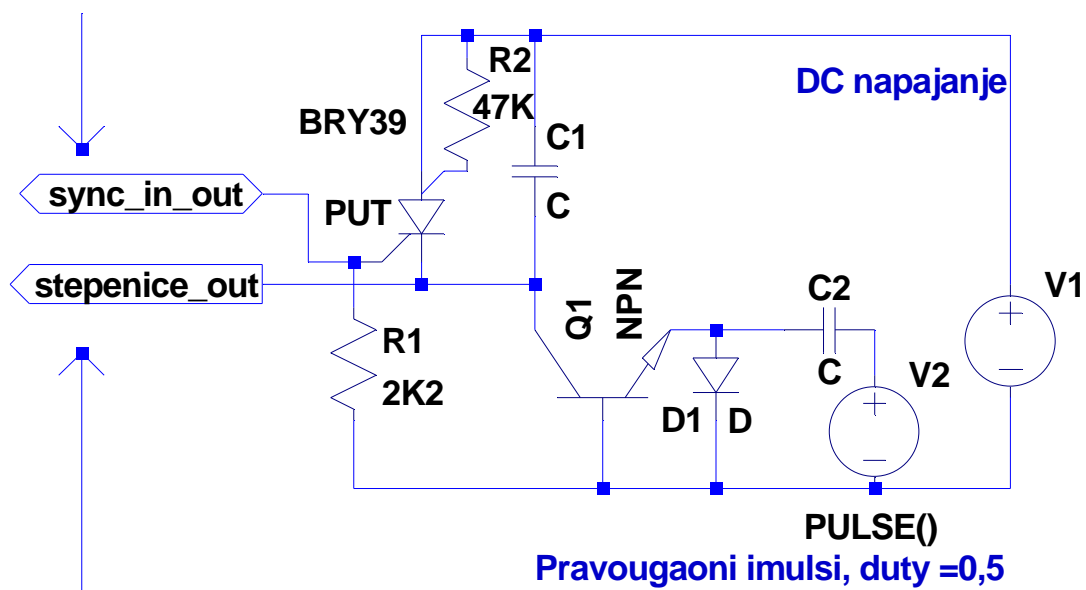 R2
47K
DC napajanje
BRY39
C1
C
sync_in_out
PUT
stepenice_out
Q1
NPN
C2
C
V1
R1
2K2
V2
D1
D
PULSE()
Pravougaoni imulsi, duty =0,5